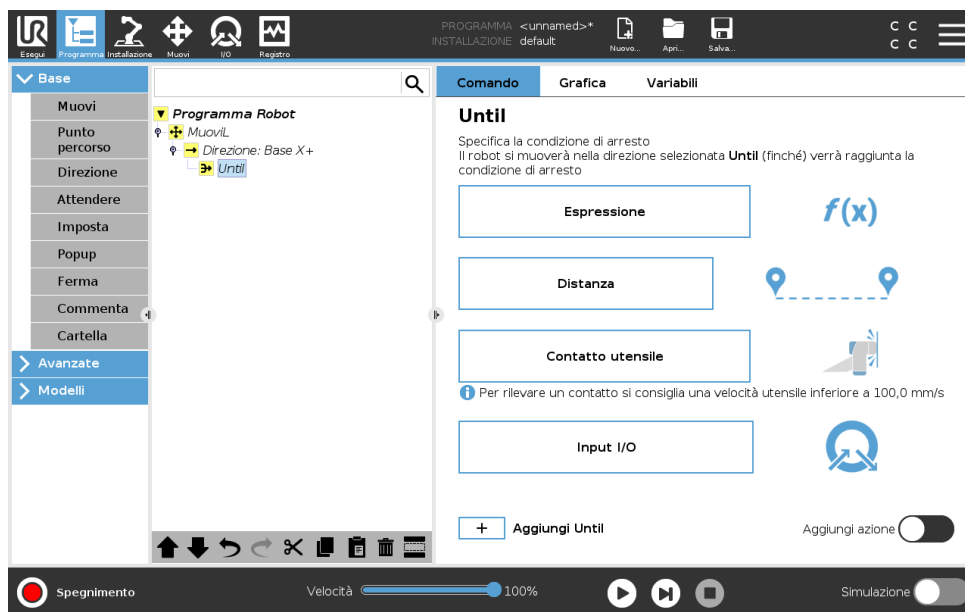 UR
PROGRAMMA <unnamed>*
INSTALLAZIONE default
Esegui Programma Installazione Muovi I/O Registro
Nuovo... Apri... Salva...
C C
C C
Base
Muovi
Punto
percorso
Direzione
Attendere
Imposta
Popup
Ferma
Commenta
Cartella
Avanzate
Modelli
Programma Robot
MuoviL
Direzione: Base X+
Until
Comando Grafica Variabili
Until
Specifica la condizione di arresto
Il robot si muoverà nella direzione selezionata Until (finché) verrà raggiunta la
condizione di arresto
Espressione
f(x)
Distanza
Contatto utensile
Per rilevare un contatto si consiglia una velocità utensile inferiore a 100,0 mm/s
Input I/O
+ Aggiungi Until
Aggiungi azione
Spegnimento
Velocità 100%
Simulazione